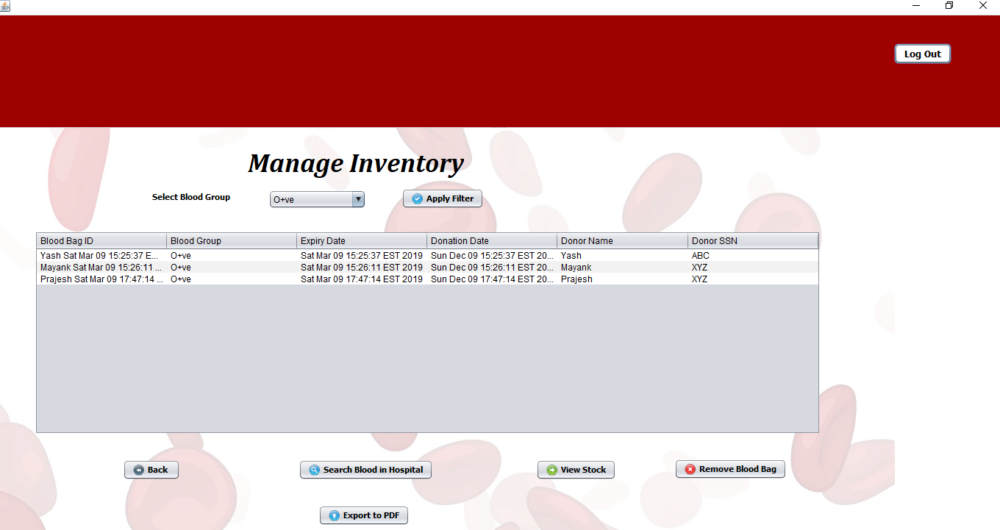 Log Out
Manage Inventory
Select Blood Group O+ve Apply Filter
Blood Bag ID Blood Group Expiry Date Donation Date Donor Name Donor SSN
Yash Sat Mar 09 15:25:37 E... O+ve Sat Mar 09 15:25:37 EST 2019 Sun Dec 09 15:25:37 EST 20... Yash ABC
Mayank Sat Mar 09 15:26:11 ... O+ve Sat Mar 09 15:26:11 EST 2019 Sun Dec 09 15:26:11 EST 20... Mayank XYZ
Prajesh Sat Mar 09 17:47:14 ... O+ve Sat Mar 09 17:47:14 EST 2019 Sun Dec 09 17:47:14 EST 20... Prajesh XYZ
Back Search Blood in Hospital View Stock Remove Blood Bag
Export to PDF